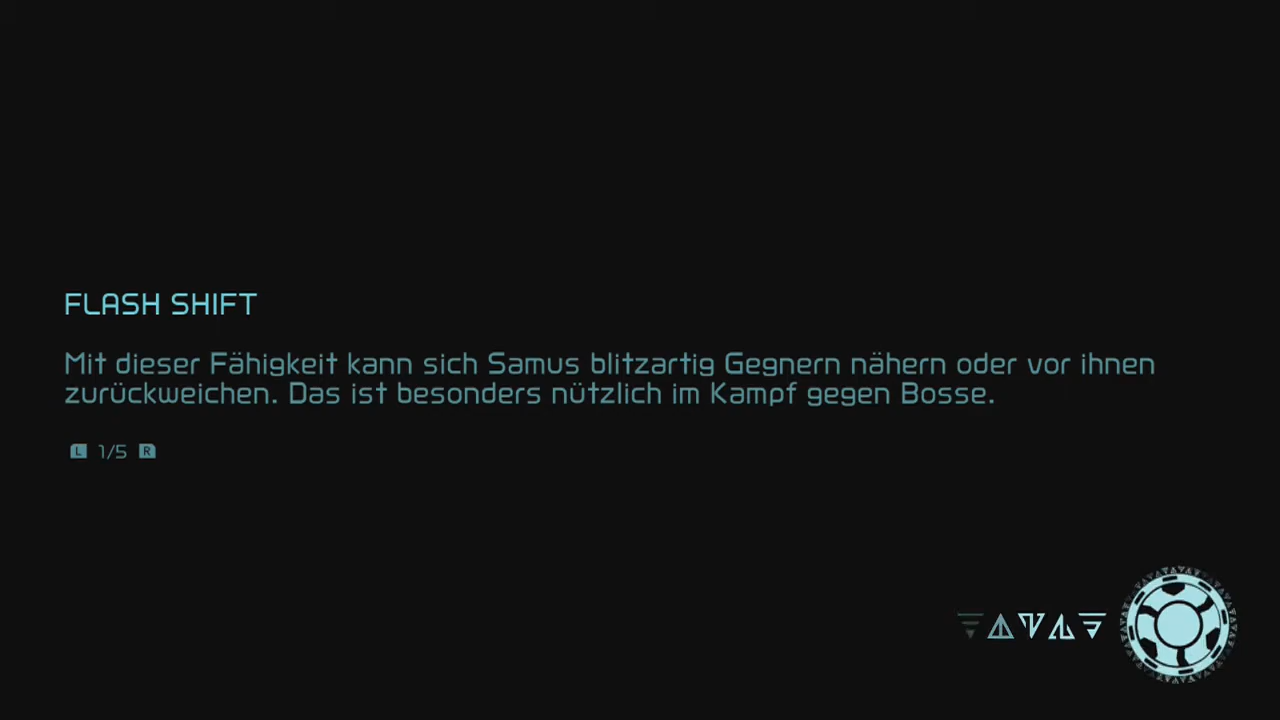 FLASH SHIFT
Mit dieser Fähigkeit kann sich Samus blitzartig Gegnern nähern oder vor ihnen
zurückweichen. Das ist besonders nützlich im Kampf gegen Bosse.
L 1/5 R